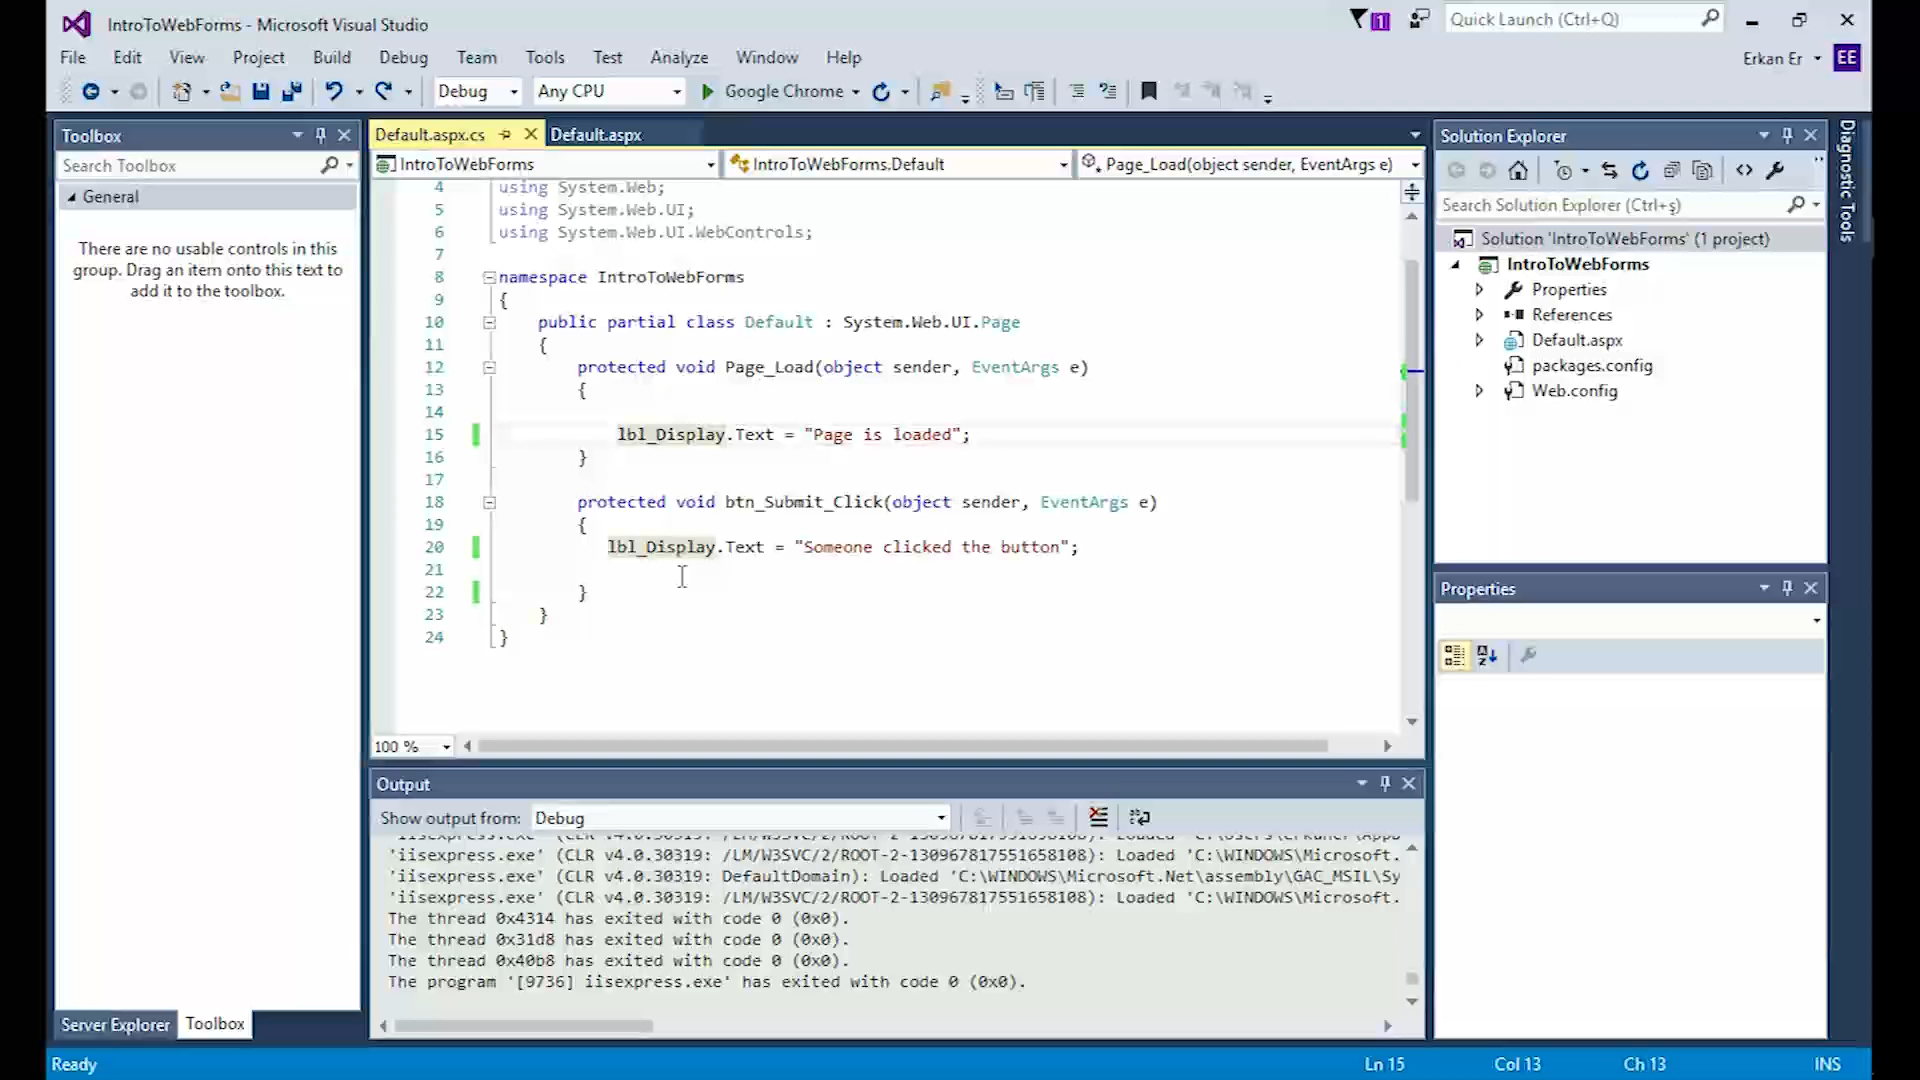 IntroToWebForms - Microsoft Visual Studio
1
Quick Launch (Ctrl+Q)
File Edit View Project Build Debug Team Tools Test Analyze Window Help
Erkan Er
EE
Debug
Any CPU
Google Chrome
Toolbox
Search Toolbox
General
There are no usable controls in this
group. Drag an item onto this text to
add it to the toolbox.
Server Explorer
Toolbox
Default.aspx.cs
Default.aspx
IntroToWebForms
IntroToWebForms.Default
Page_Load(object sender, EventArgs e)
4 using System.Web;
5 using System.Web.UI;
6 using System.Web.UI.WebControls;
7
8 namespace IntroToWebForms
9 {
10 public partial class Default : System.Web.UI.Page
11 {
12 protected void Page_Load(object sender, EventArgs e)
13 {
14
15 lbl_Display.Text = "Page is loaded";
16 }
17
18 protected void btn_Submit_Click(object sender, EventArgs e)
19 {
20 lbl_Display.Text = "Someone clicked the button";
21
22 }
23 }
24 }
100 %
Output
Show output from:
Debug
'iisexpress.exe' (CLR v4.0.30319: /LM/W3SVC/2/ROOT-2-130967817551658108): Loaded 'C:\WINDOWS\Microsoft.
'iisexpress.exe' (CLR v4.0.30319: DefaultDomain): Loaded 'C:\WINDOWS\Microsoft.Net\assembly\GAC_MSIL\Sy
'iisexpress.exe' (CLR v4.0.30319: /LM/W3SVC/2/ROOT-2-130967817551658108): Loaded 'C:\WINDOWS\Microsoft.
The thread 0x4314 has exited with code 0 (0x0).
The thread 0x31d8 has exited with code 0 (0x0).
The thread 0x40b8 has exited with code 0 (0x0).
The program '[9736] iisexpress.exe' has exited with code 0 (0x0).
Solution Explorer
Search Solution Explorer (Ctrl+ş)
Solution 'IntroToWebForms' (1 project)
IntroToWebForms
Properties
References
Default.aspx
packages.config
Web.config
Properties
Diagnostic Tools
Ready
Ln 15
Col 13
Ch 13
INS